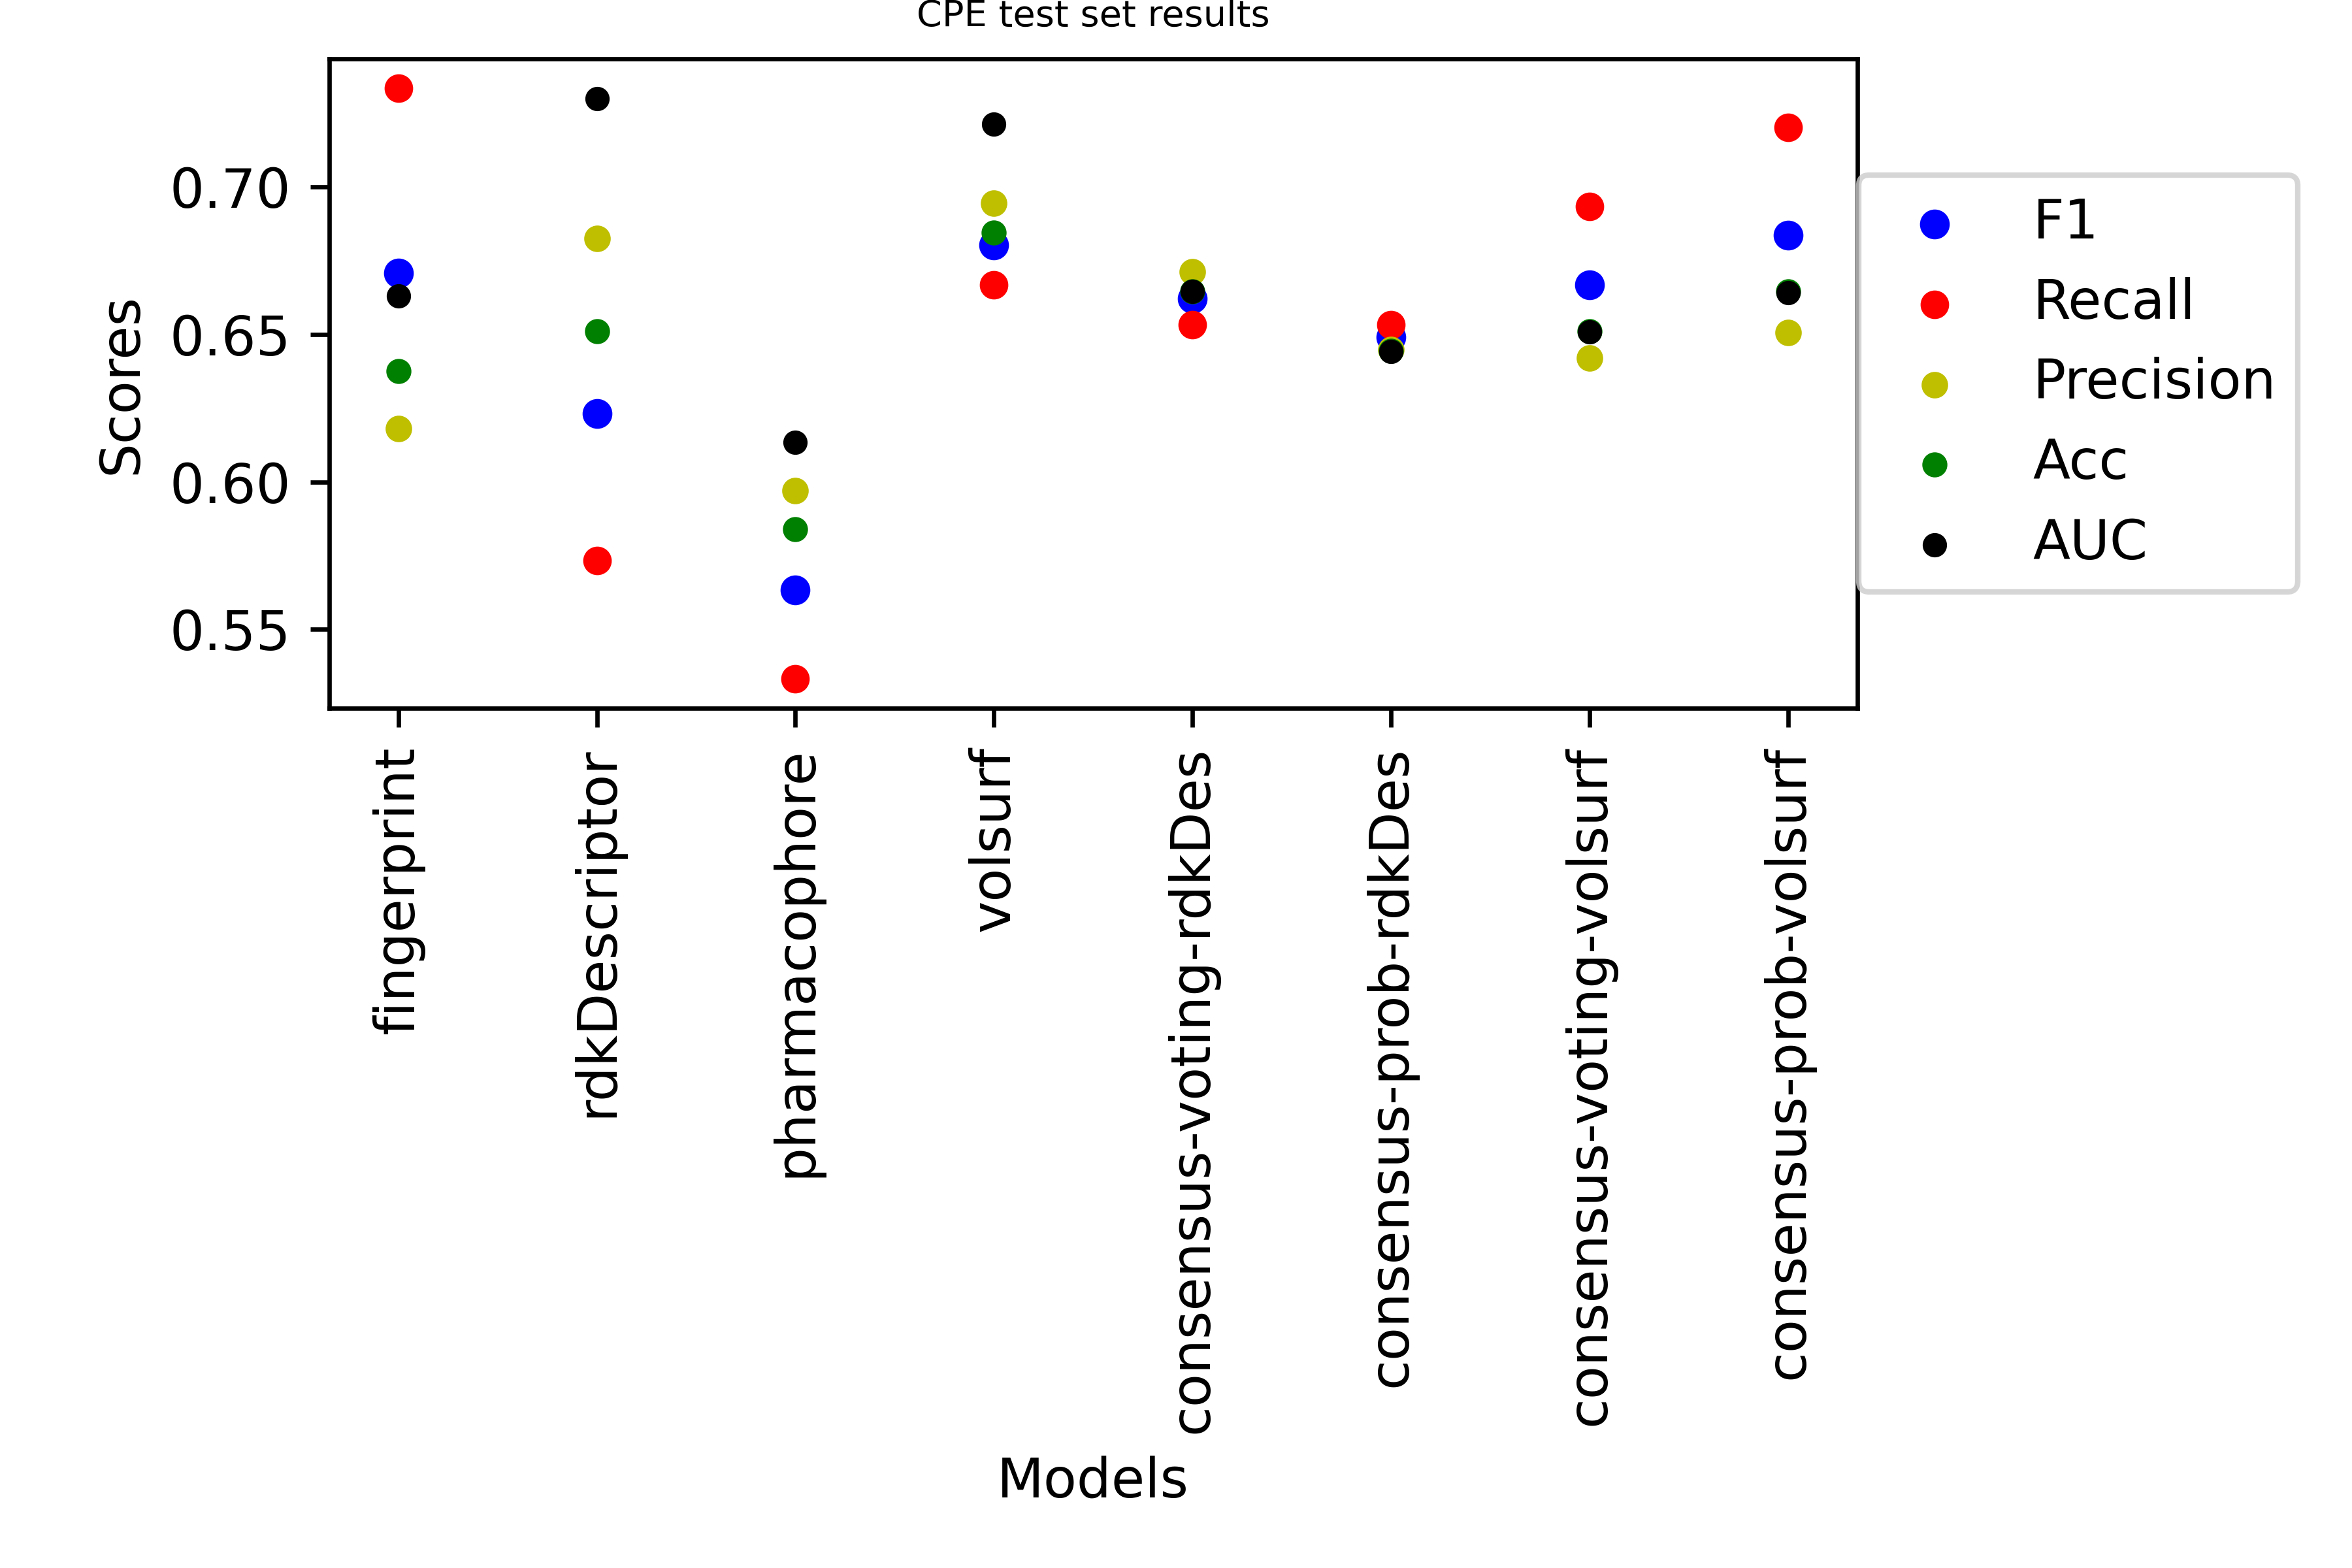 CPE test set results
Scores
0.70
0.65
0.60
0.55
F1
Recall
Precision
Acc
AUC
fingerprint
rdkDescriptor
pharmacophore
volsurf
consensus-voting-rdkDes
consensus-prob-rdkDes
consensus-voting-volsurf
consensus-prob-volsurf
Models